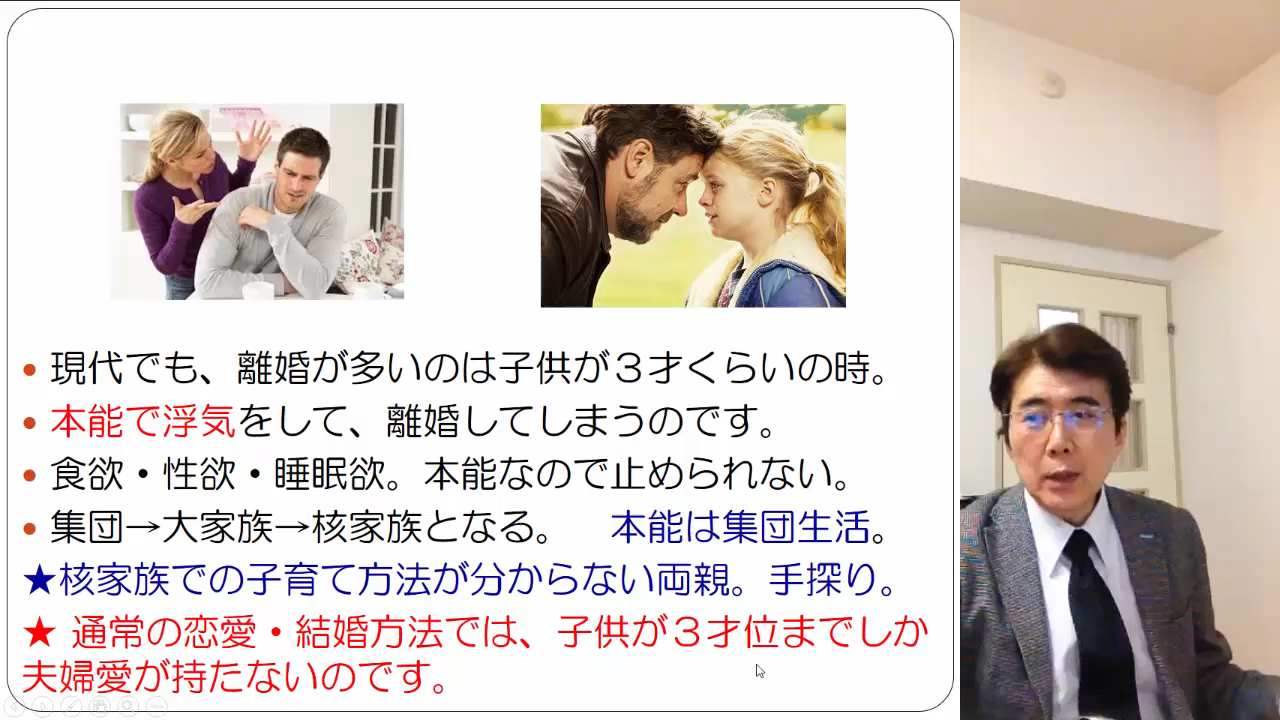 現代でも、離婚が多いのは子供が３才くらいの時。
本能で浮気をして、離婚してしまうのです。
食欲・性欲・睡眠欲。本能なので止められない。
集団→大家族→核家族となる。　本能は集団生活。
★核家族での子育て方法が分からない両親。手探り。
★ 通常の恋愛・結婚方法では、子供が３才位までしか
夫婦愛が持たないのです。